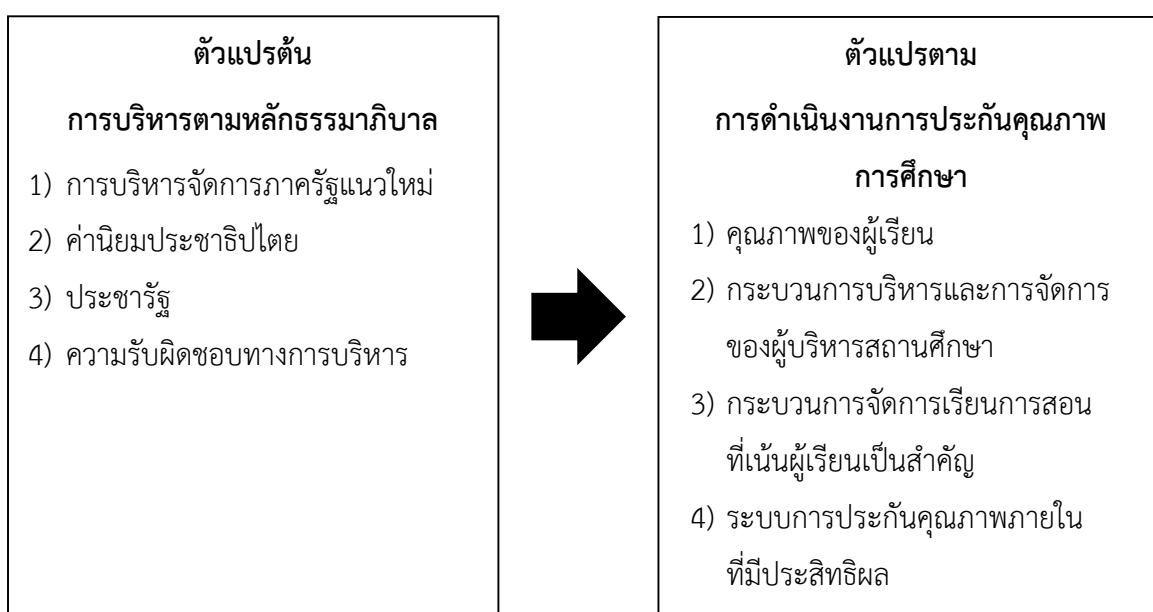 ตัวแปรต้น
การบริหารตามหลักธรรมาภิบาล
1) การบริหารจัดการภาครัฐแนวใหม่
2) ค่านิยมประชาธิปไตย
3) ประชารัฐ
4) ความรับผิดชอบทางการบริหาร
ตัวแปรตาม
การดำเนินงานการประกันคุณภาพ
การศึกษา
1) คุณภาพของผู้เรียน
2) กระบวนการบริหารและการจัดการ
ของผู้บริหารสถานศึกษา
3) กระบวนการจัดการเรียนการสอน
ที่เน้นผู้เรียนเป็นสำคัญ
4) ระบบการประกันคุณภาพภายใน
ที่มีประสิทธิผล